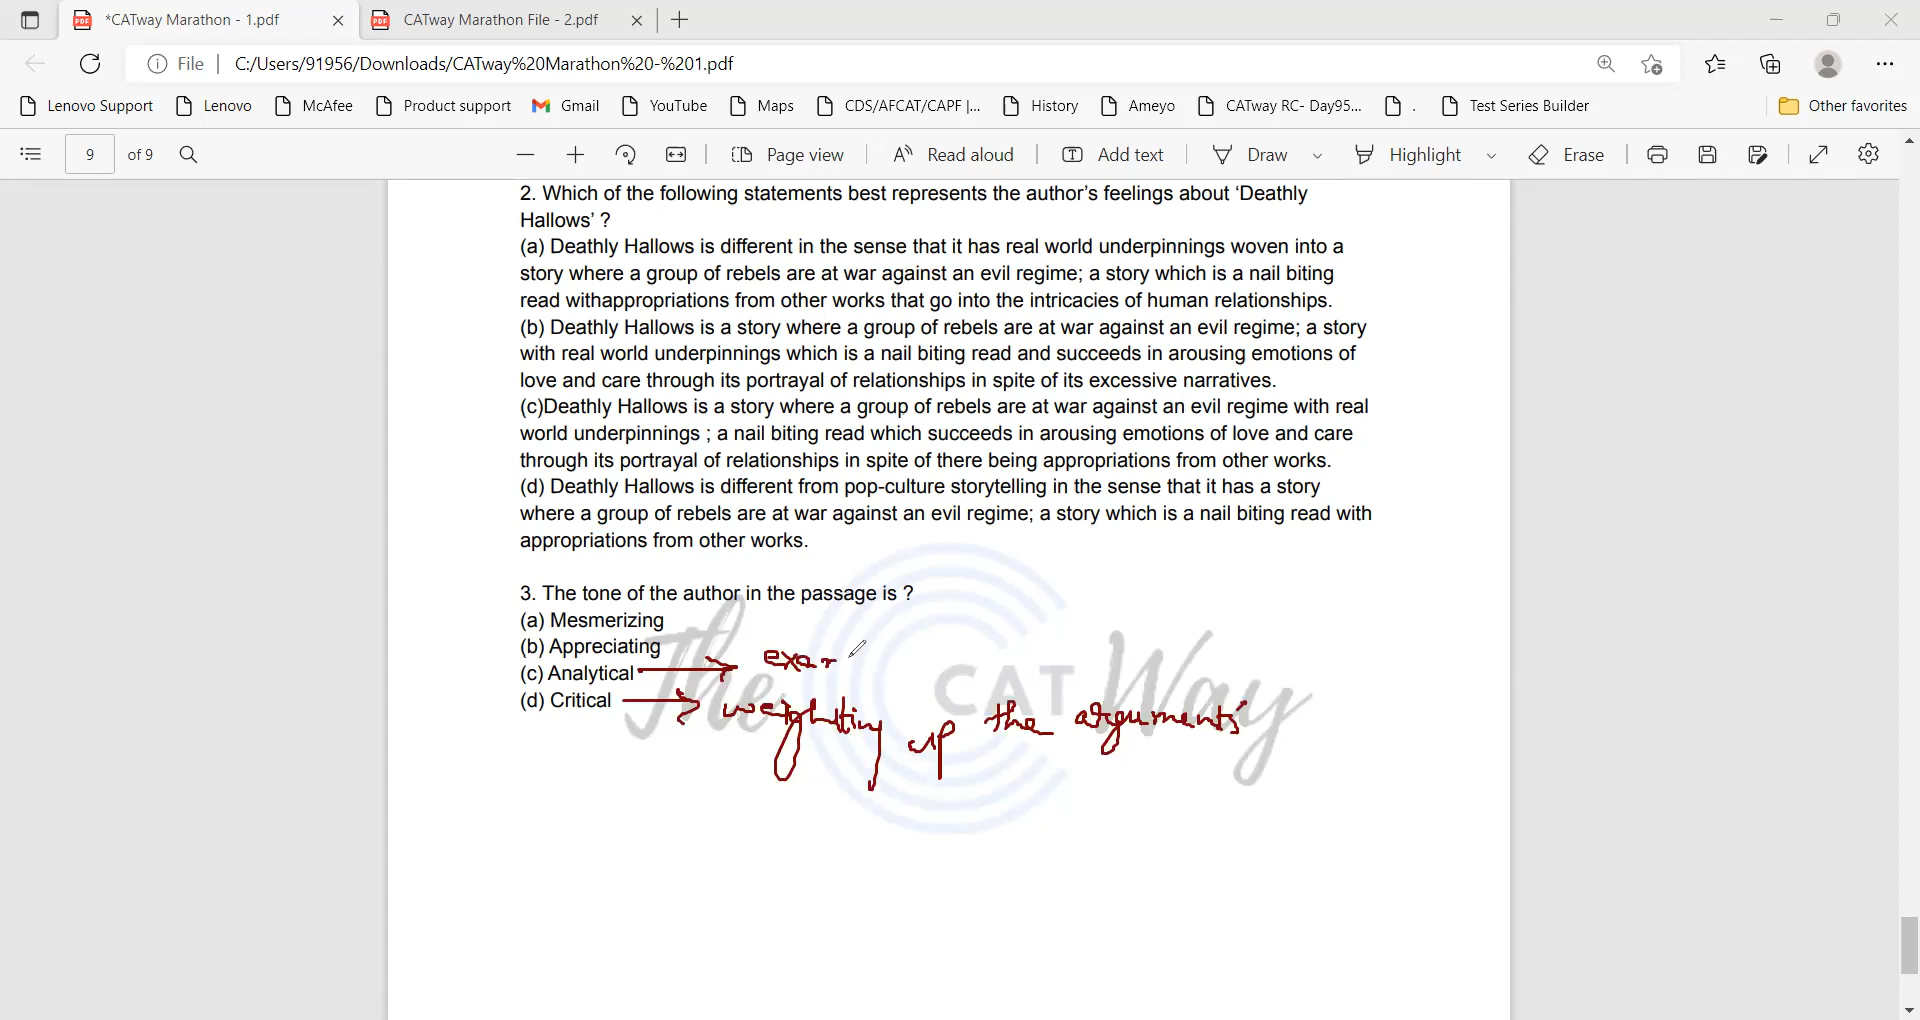 *CATway Marathon - 1.pdf
CATway Marathon File - 2.pdf
File
C:/Users/91956/Downloads/CATway%20Marathon%20-%201.pdf
Lenovo Support Lenovo McAfee Product support Gmail YouTube Maps CDS/AFCAT/CAPF |... History Ameyo CATway RC- Day95... . Test Series Builder Other favorites
9 of 9 Page view Read aloud Add text Draw Highlight Erase
2. Which of the following statements best represents the author’s feelings about ‘Deathly
Hallows’ ?
(a) Deathly Hallows is different in the sense that it has real world underpinnings woven into a
story where a group of rebels are at war against an evil regime; a story which is a nail biting
read withappropriations from other works that go into the intricacies of human relationships.
(b) Deathly Hallows is a story where a group of rebels are at war against an evil regime; a story
with real world underpinnings which is a nail biting read and succeeds in arousing emotions of
love and care through its portrayal of relationships in spite of its excessive narratives.
(c)Deathly Hallows is a story where a group of rebels are at war against an evil regime with real
world underpinnings ; a nail biting read which succeeds in arousing emotions of love and care
through its portrayal of relationships in spite of there being appropriations from other works.
(d) Deathly Hallows is different from pop-culture storytelling in the sense that it has a story
where a group of rebels are at war against an evil regime; a story which is a nail biting read with
appropriations from other works.
3. The tone of the author in the passage is ?
(a) Mesmerizing
(b) Appreciating
(c) Analytical exar
(d) Critical weighting up the arguments
The CAT Way